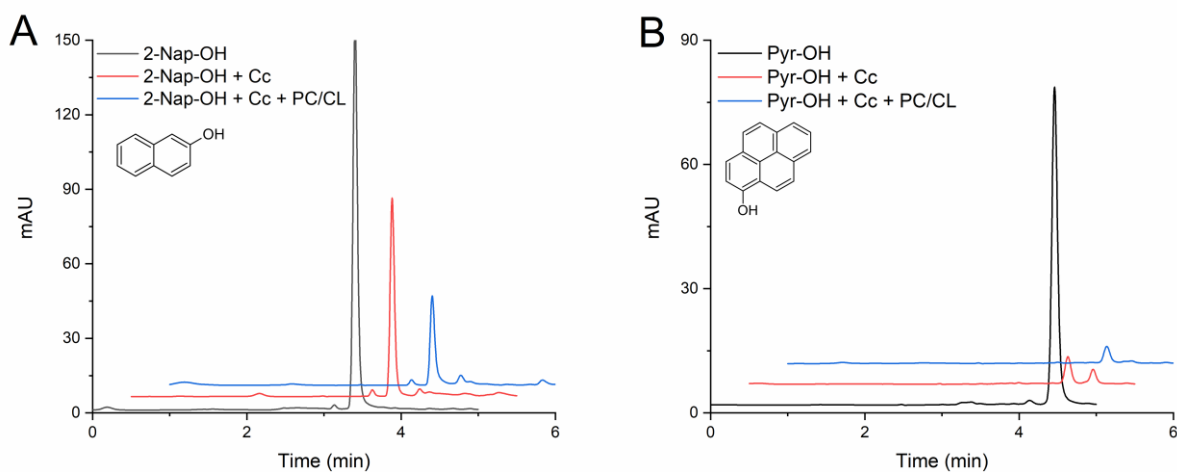 A
2-Nap-OH
2-Nap-OH + Cc
2-Nap-OH + Cc + PC/CL
OH
150
120
90
60
30
0
mAU
0 2 4 6
Time (min)
B
Pyr-OH
Pyr-OH + Cc
Pyr-OH + Cc + PC/CL
OH
90
60
30
0
mAU
0 2 4 6
Time (min)